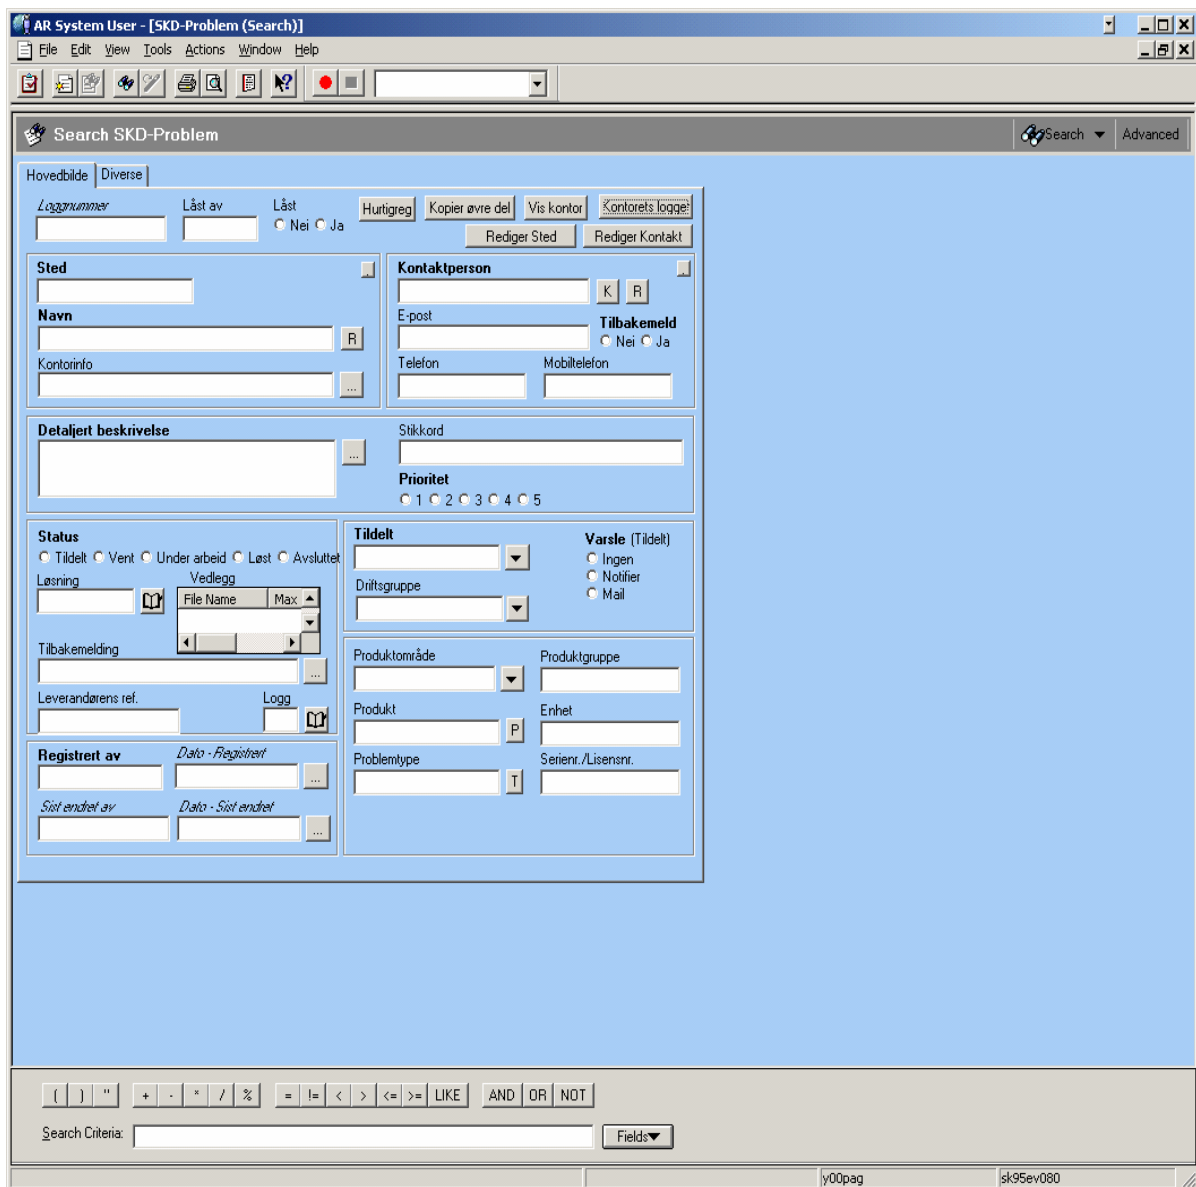 AR System User - [SKD-Problem (Search)]
File Edit View Tools Actions Window Help
Search SKD-Problem
Search Advanced
Hovedbilde Diverse
Loggnummer Låst av Låst
Nei Ja
Hurtigreg Kopier øvre del Vis kontor Kontorets logger
Rediger Sted Rediger Kontakt
Sted .
Navn
R
Kontorinfo
...
Kontaktperson .
K R
E-post
Tilbakemeld
Nei Ja
Telefon Mobiltelefon
Detaljert beskrivelse
...
Stikkord
Prioritet
1 2 3 4 5
Status
Tildelt Vent Under arbeid Løst Avsluttet
Løsning Vedlegg
File Name Max
Tilbakemelding
...
Leverandørens ref. Logg
Tildelt
Driftsgruppe
Varsle (Tildelt)
Ingen
Notifier
Mail
Produktområde Produktgruppe
Produkt Enhet
P
Problemtype Serienr./Lisensnr.
T
Registrert av Dato - Registrert
...
Sist endret av Dato - Sist endret
...
( ) " + - * / % = != < > <= >= LIKE AND OR NOT
Search Criteria: Fields
y00pag sk95ev080